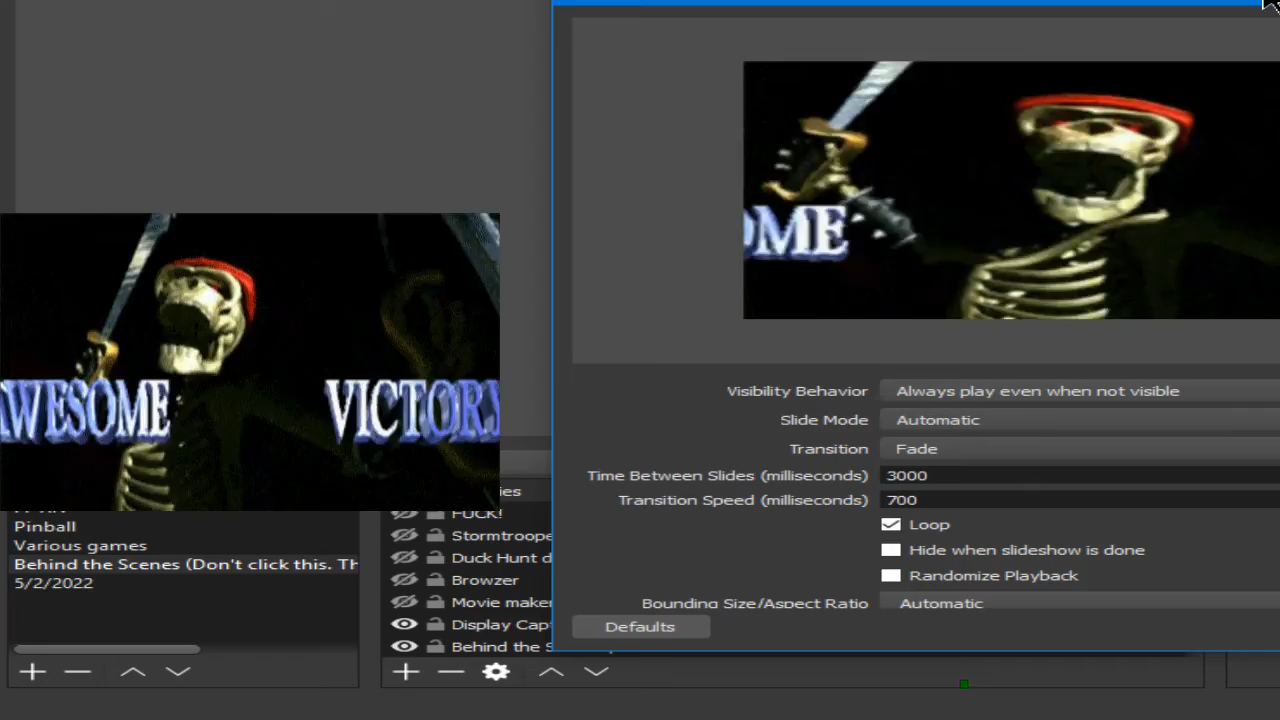 OME
AWESOME
VICTORY
Visibility Behavior
Always play even when not visible
Slide Mode
Automatic
Transition
Fade
Time Between Slides (milliseconds)
3000
Transition Speed (milliseconds)
700
Loop
Hide when slideshow is done
Randomize Playback
Bounding Size/Aspect Ratio
Automatic
Defaults
Pinball
Various games
Behind the Scenes (Don't click this. Th
5/2/2022
ies
FUCK!
Stormtroope
Duck Hunt d
Browzer
Movie maker
Display Cap
Behind the S